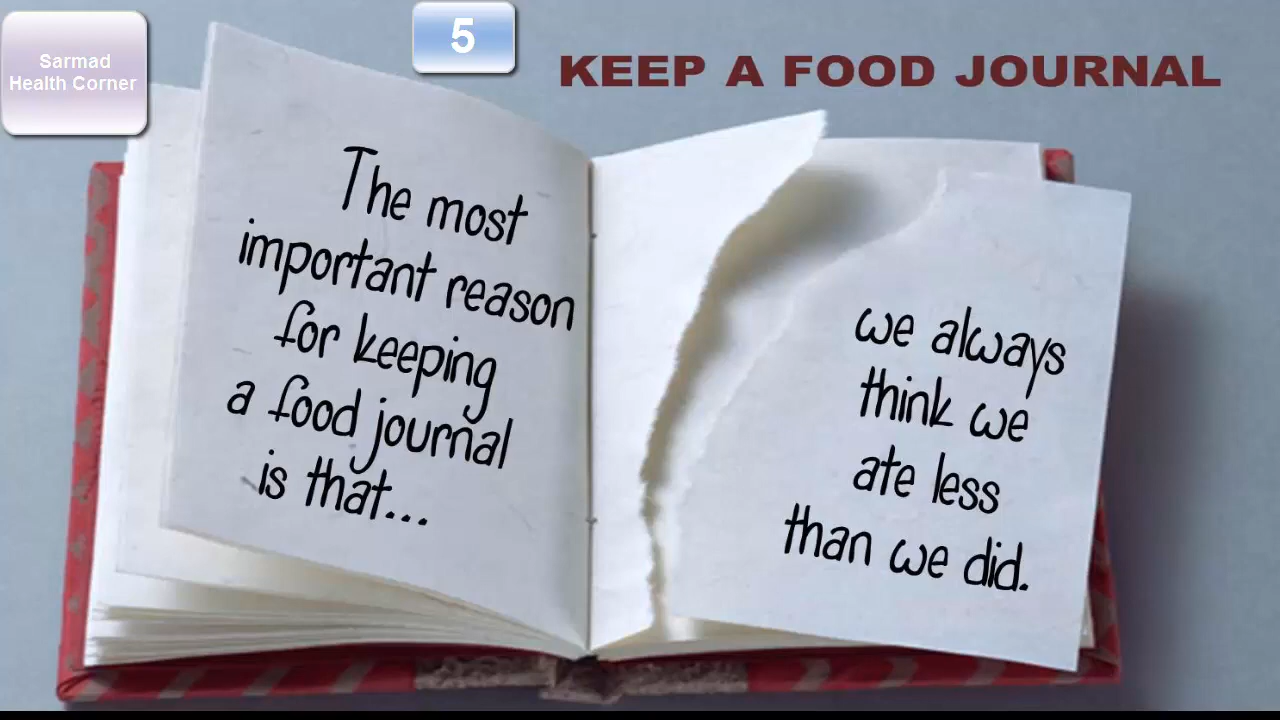 Sarmad
Health Corner
5
KEEP A FOOD JOURNAL
The most
important reason
for keeping
a food journal
is that...
we always
think we
ate less
than we did.